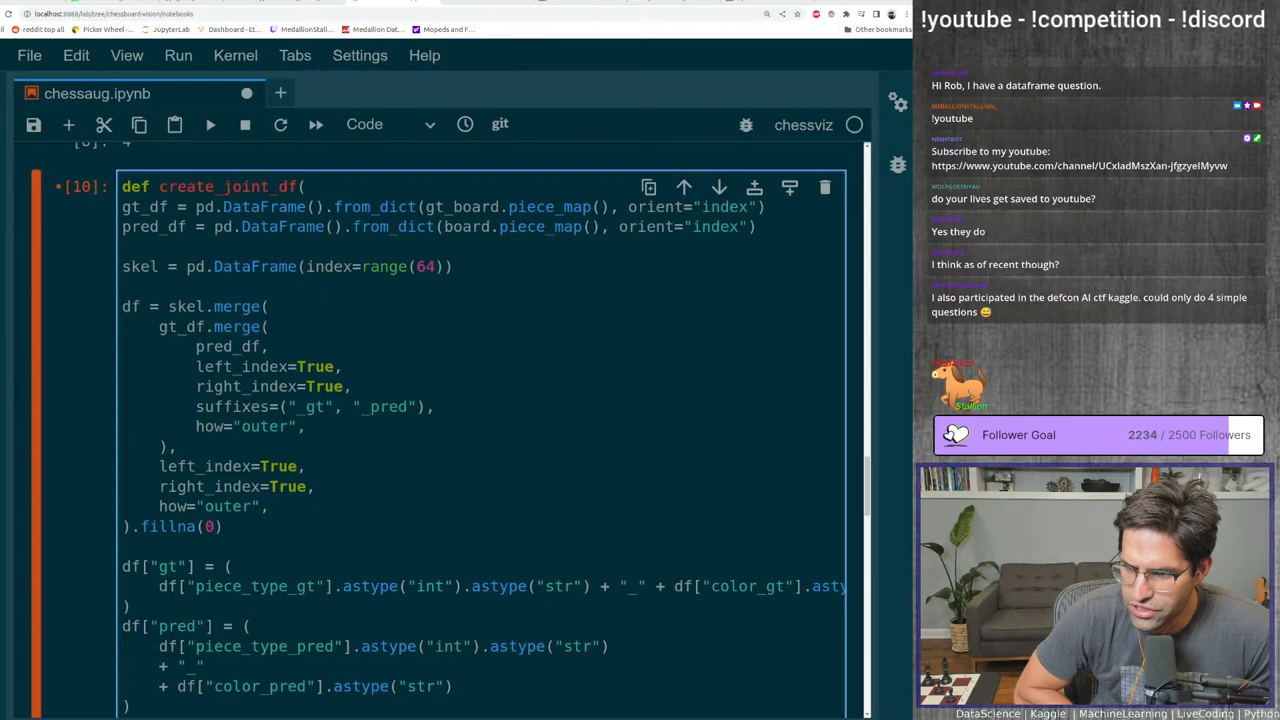 localhost:8888/lab/tree/chessboard-vision/notebooks
reddit top all
Picker Wheel -...
JupyterLab
Dashboard - Et...
MedallionStall...
Medallion Dat...
Mopeds and F...
Other bookmarks
File Edit View Run Kernel Tabs Settings Help
chessaug.ipynb
Code
git
chessviz
[10]:
def create_joint_df(
gt_df = pd.DataFrame().from_dict(gt_board.piece_map(), orient="index")
pred_df = pd.DataFrame().from_dict(board.piece_map(), orient="index")
skel = pd.DataFrame(index=range(64))
df = skel.merge(
gt_df.merge(
pred_df,
left_index=True,
right_index=True,
suffixes=("_gt", "_pred"),
how="outer",
),
left_index=True,
right_index=True,
how="outer",
).fillna(0)
df["gt"] = (
df["piece_type_gt"].astype("int").astype("str") + "_" + df["color_gt"].asty
)
df["pred"] = (
df["piece_type_pred"].astype("int").astype("str")
+ "_"
+ df["color_pred"].astype("str")
)
!youtube - !competition - !discord
Hi Rob, I have a dataframe question.
MEDALLIONSTALLION_
!youtube
NIGHTBOT
Subscribe to my youtube:
https://www.youtube.com/channel/UCxladMszXan-jfgzyeIMyvw
WOLFGOESNYAH
do your lives get saved to youtube?
Yes they do
I think as of recent though?
I also participated in the defcon AI ctf kaggle. could only do 4 simple
questions 😅
Medallion
Stallion
Follower Goal 2234 / 2500 Followers
DataScience | Kaggle | MachineLearning | LiveCoding | Python